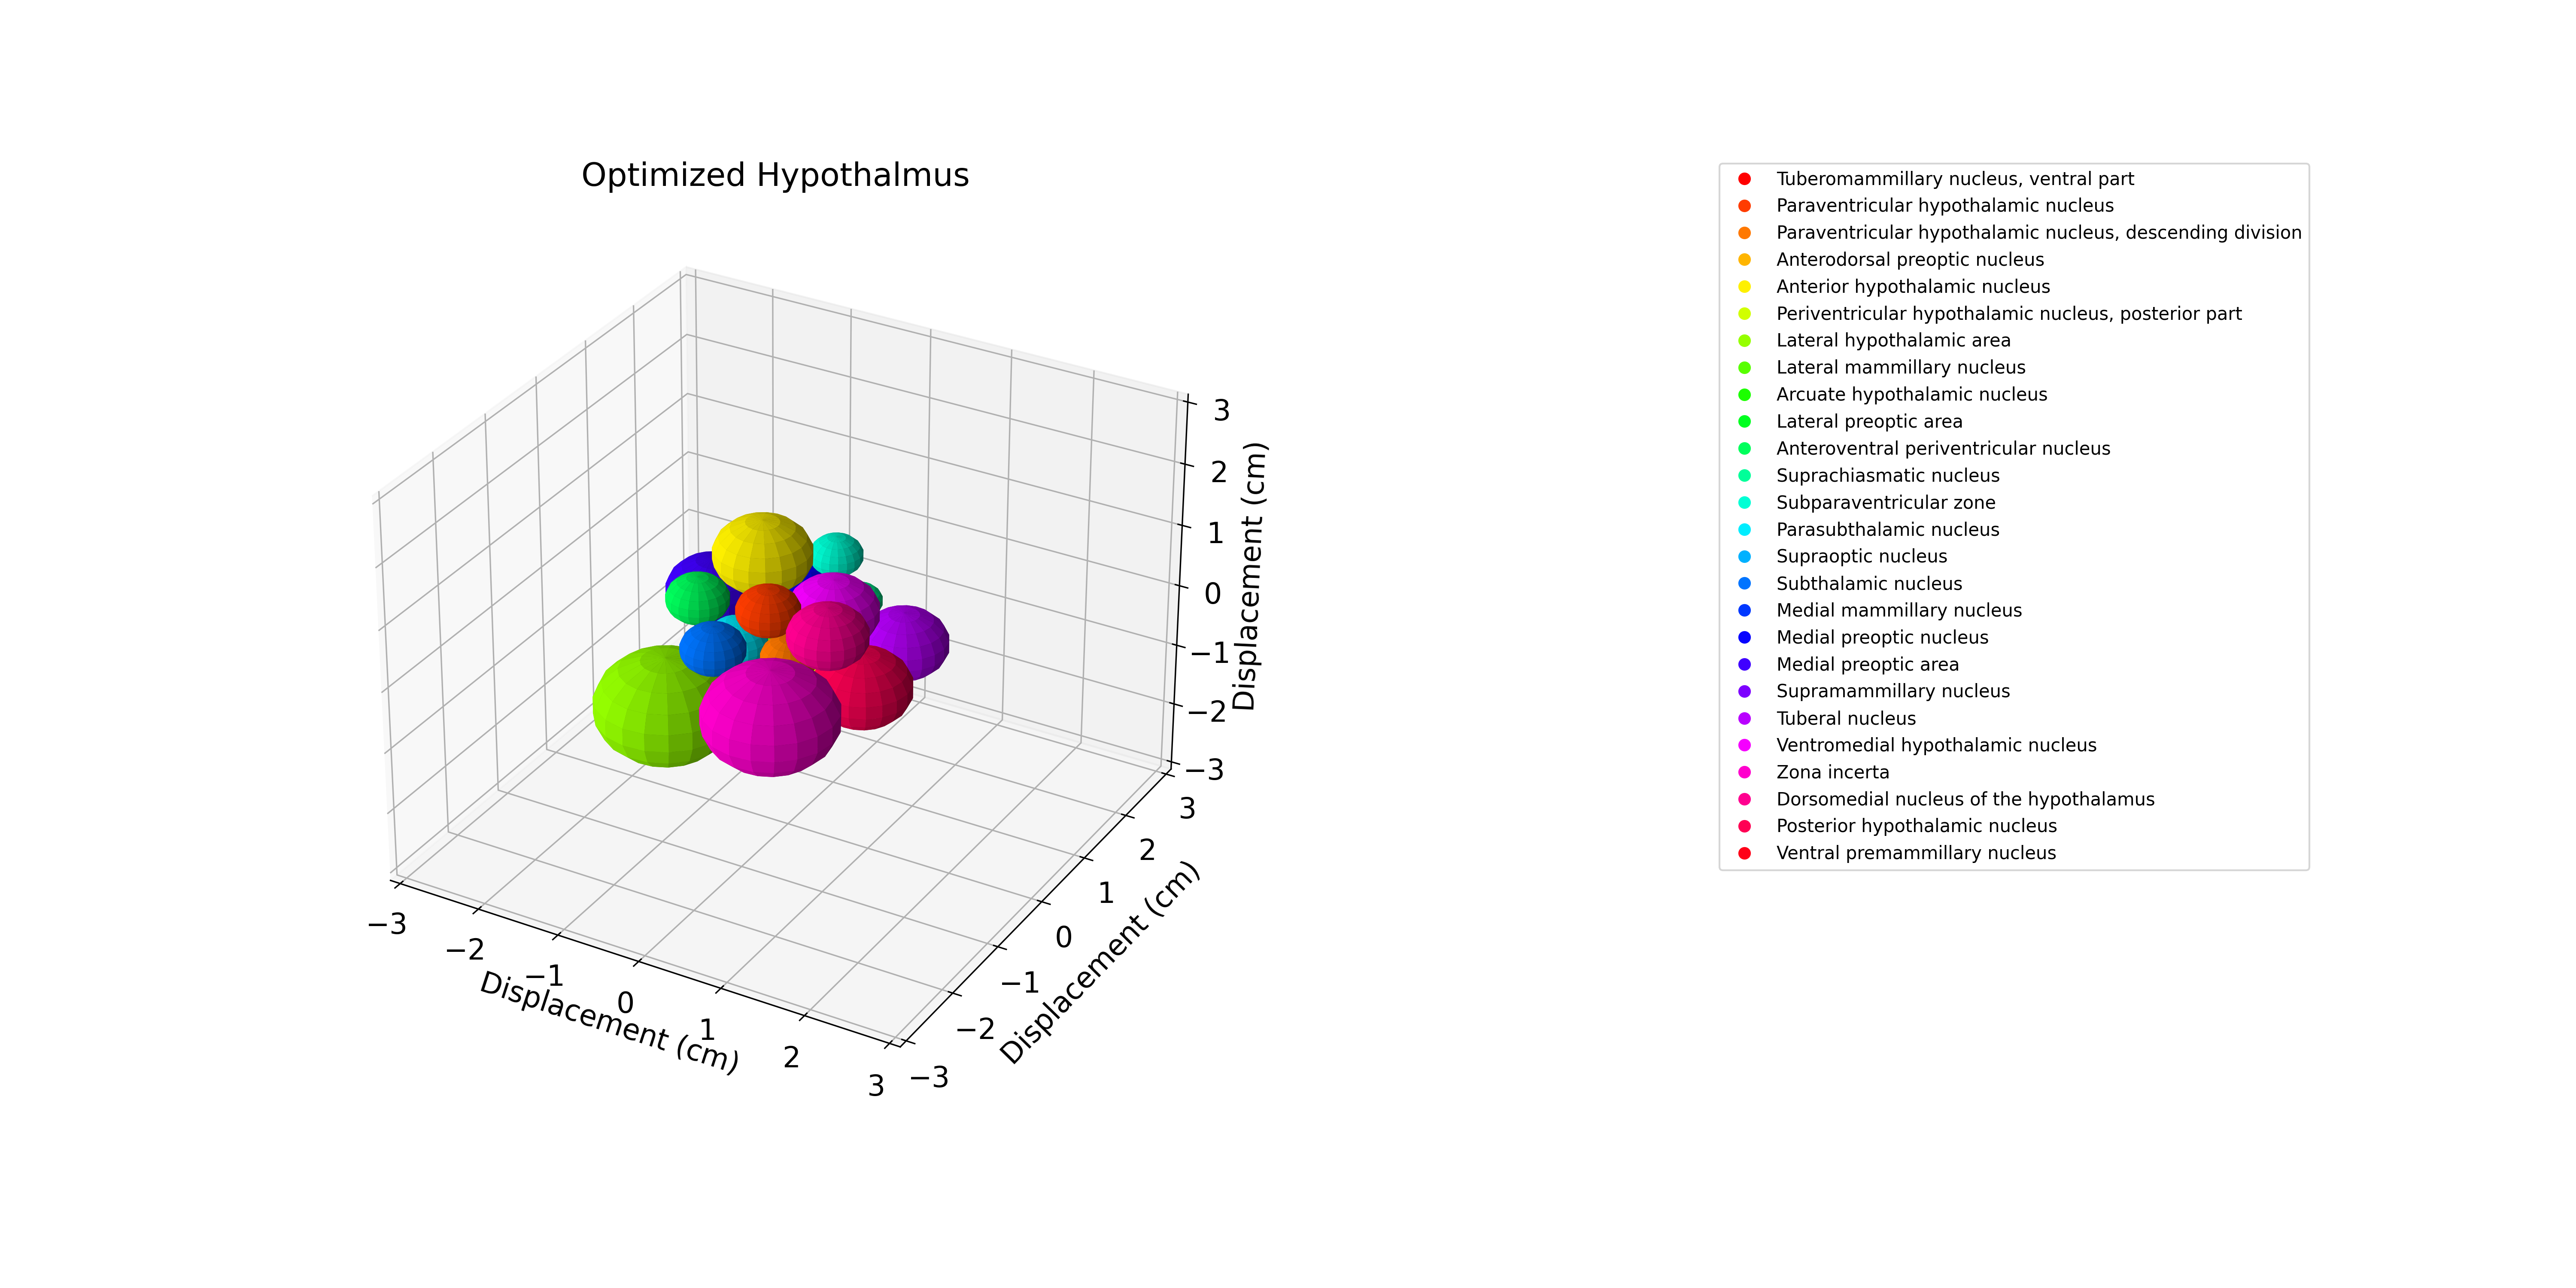 Optimized Hypothalmus
3
2
1
0
−1
−2
−3
Displacement (cm)
3
2
1
0
−1
−2
−3
Displacement (cm)
−3
−2
−1
0
1
2
3
Displacement (cm)
Tuberomammillary nucleus, ventral part
Paraventricular hypothalamic nucleus
Paraventricular hypothalamic nucleus, descending division
Anterodorsal preoptic nucleus
Anterior hypothalamic nucleus
Periventricular hypothalamic nucleus, posterior part
Lateral hypothalamic area
Lateral mammillary nucleus
Arcuate hypothalamic nucleus
Lateral preoptic area
Anteroventral periventricular nucleus
Suprachiasmatic nucleus
Subparaventricular zone
Parasubthalamic nucleus
Supraoptic nucleus
Subthalamic nucleus
Medial mammillary nucleus
Medial preoptic nucleus
Medial preoptic area
Supramammillary nucleus
Tuberal nucleus
Ventromedial hypothalamic nucleus
Zona incerta
Dorsomedial nucleus of the hypothalamus
Posterior hypothalamic nucleus
Ventral premammillary nucleus